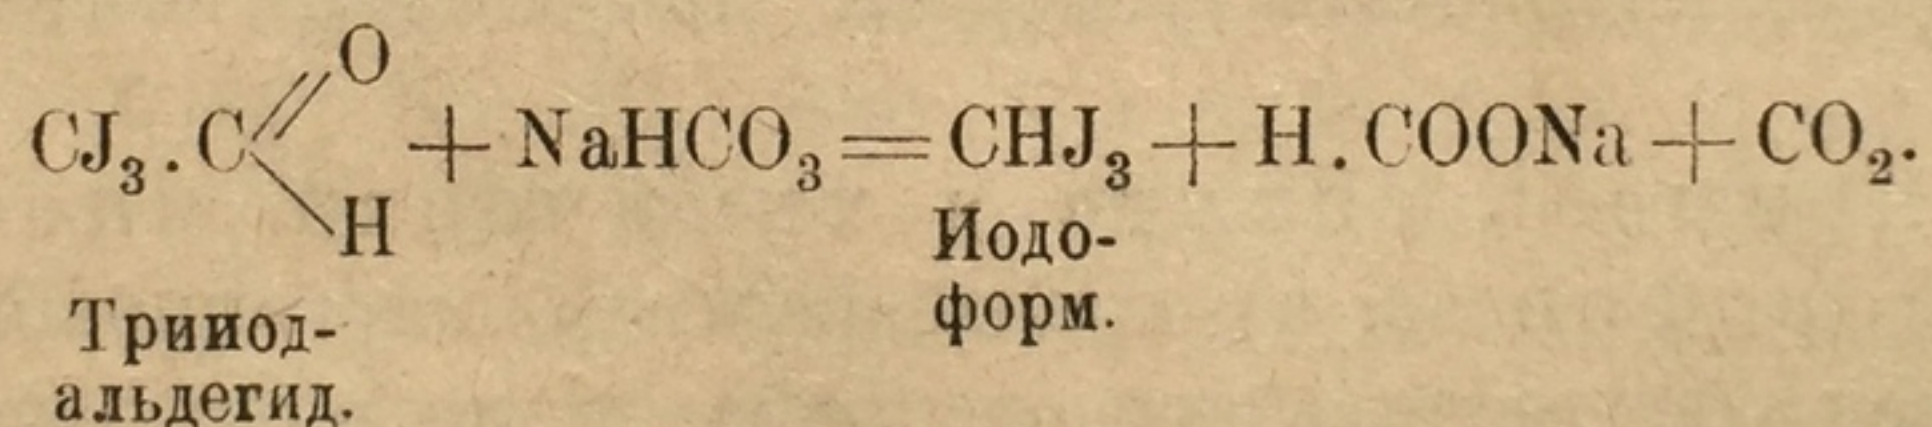 CJ₃.C
O
H
+ NaHCO₃ = CHJ₃ + H.COONa + CO₂.
Трииод-
альдегид.
Иодо-
форм.